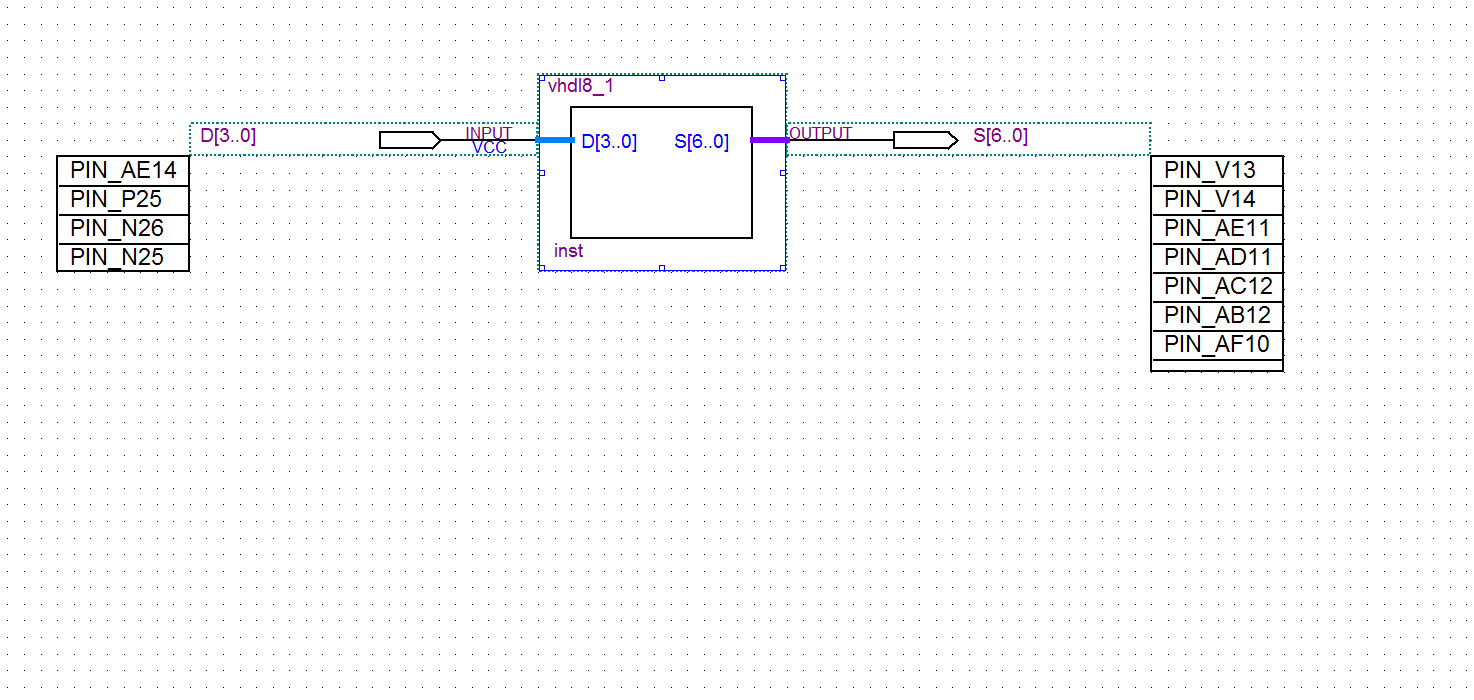 vhdl8_1
D[3..0]
INPUT
VCC
D[3..0]
S[6..0]
OUTPUT
S[6..0]
PIN_AE14
PIN_P25
PIN_N26
PIN_N25
inst
PIN_V13
PIN_V14
PIN_AE11
PIN_AD11
PIN_AC12
PIN_AB12
PIN_AF10